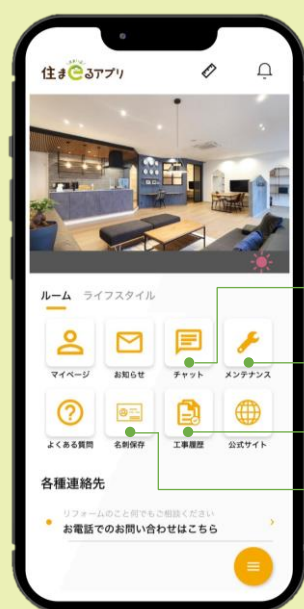 住まeるアプリ
ルーム ライフスタイル
マイページ お知らせ チャット メンテナンス
よくある質問 名刺保存 工事履歴 公式サイト
各種連絡先
リフォームのこと何でもご相談ください
お電話でのお問い合わせはこちら